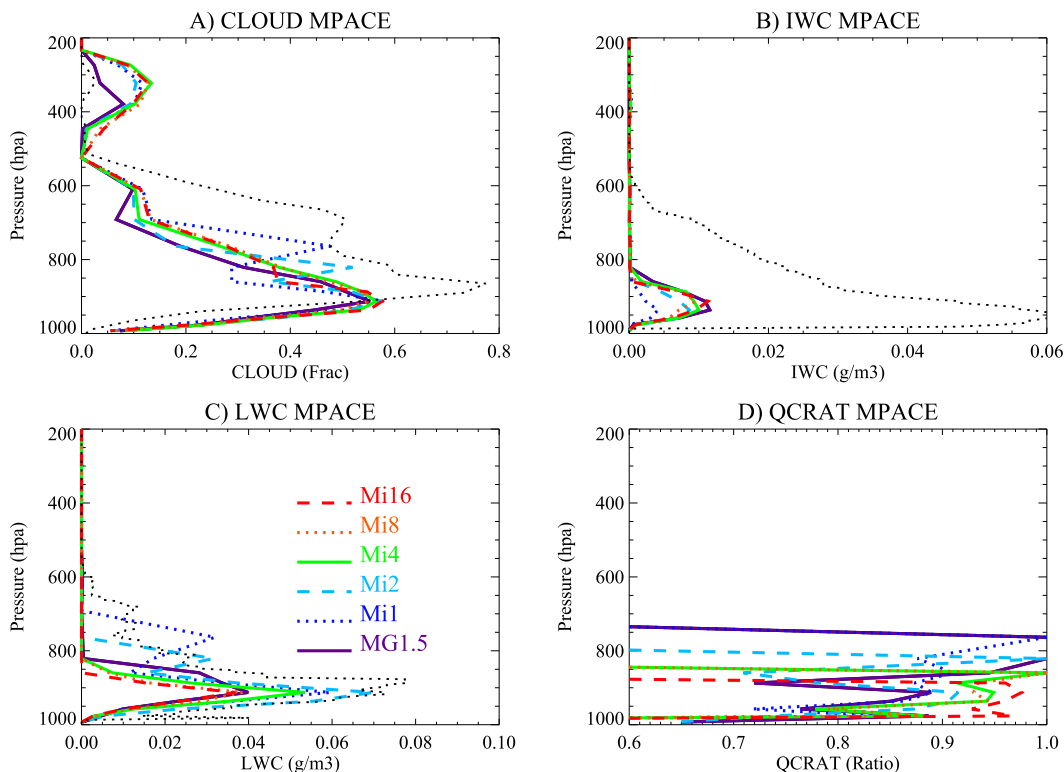 A) CLOUD MPACE
200
400
600
800
1000
Pressure (hpa)
0.0 0.2 0.4 0.6 0.8
CLOUD (Frac)
B) IWC MPACE
200
400
600
800
1000
Pressure (hpa)
0.00 0.02 0.04 0.06
IWC (g/m3)
C) LWC MPACE
200
400
600
800
1000
Pressure (hpa)
Mi16
Mi8
Mi4
Mi2
Mi1
MG1.5
0.00 0.02 0.04 0.06 0.08 0.10
LWC (g/m3)
D) QCRAT MPACE
200
400
600
800
1000
Pressure (hpa)
0.6 0.7 0.8 0.9 1.0
QCRAT (Ratio)